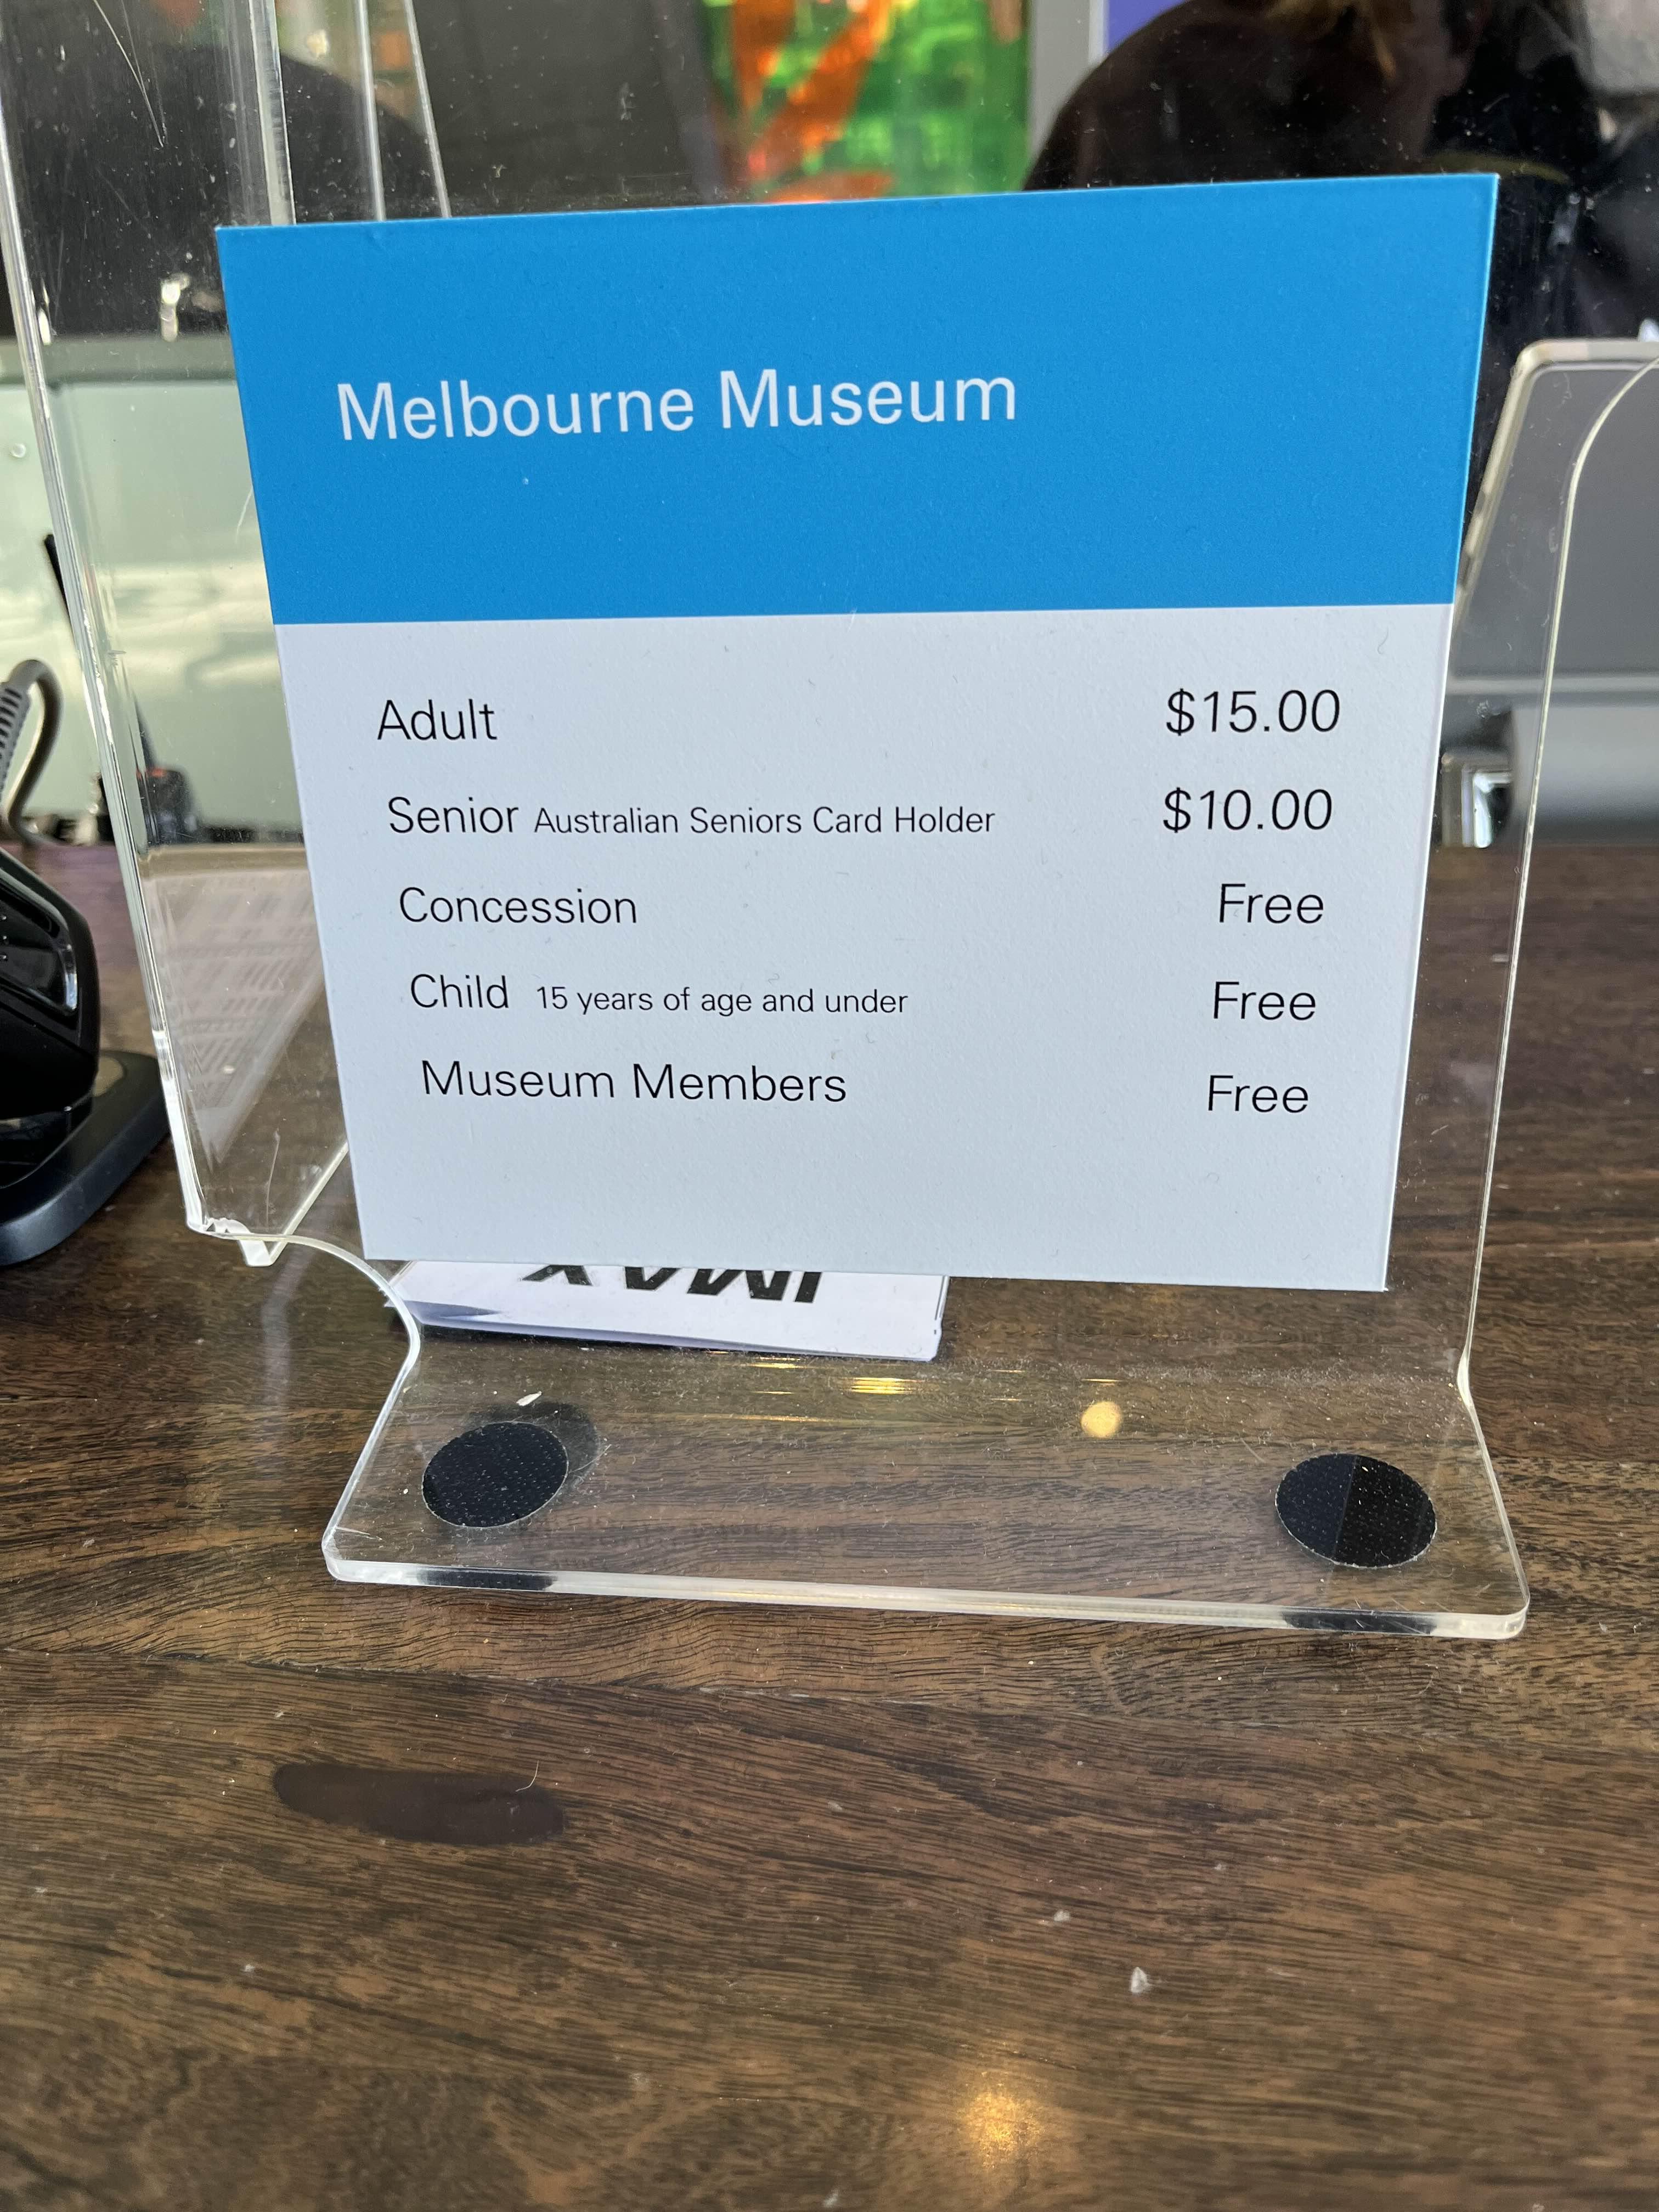 Melbourne Museum
Adult $15.00
Senior Australian Seniors Card Holder $10.00
Concession Free
Child 15 years of age and under Free
Museum Members Free
IMAX